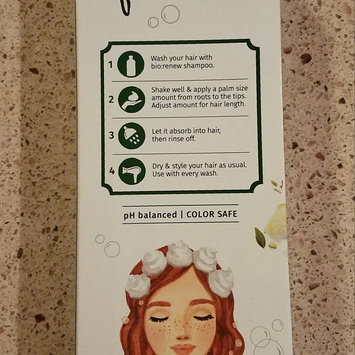 1 Wash your hair with
bio:renew shampoo.
2 Shake well & apply a palm size
amount from roots to the tips.
Adjust amount for hair length.
3 Let it absorb into hair,
then rinse off.
4 Dry & style your hair as usual.
Use with every wash.
pH balanced | COLOR SAFE